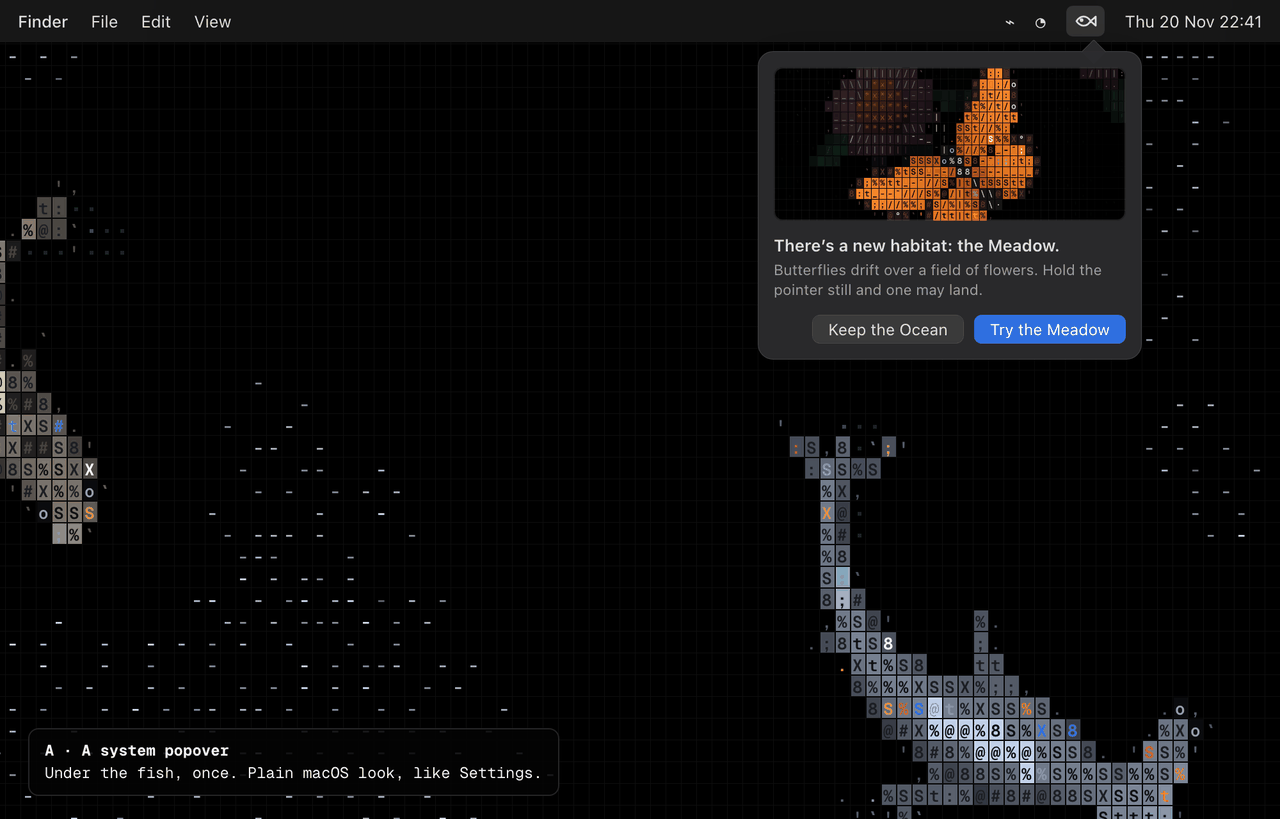 Finder File Edit View Thu 20 Nov 22:41
There’s a new habitat: the Meadow.
Butterflies drift over a field of flowers. Hold the
pointer still and one may land.
Keep the Ocean Try the Meadow
A · A system popover
Under the fish, once. Plain macOS look, like Settings.